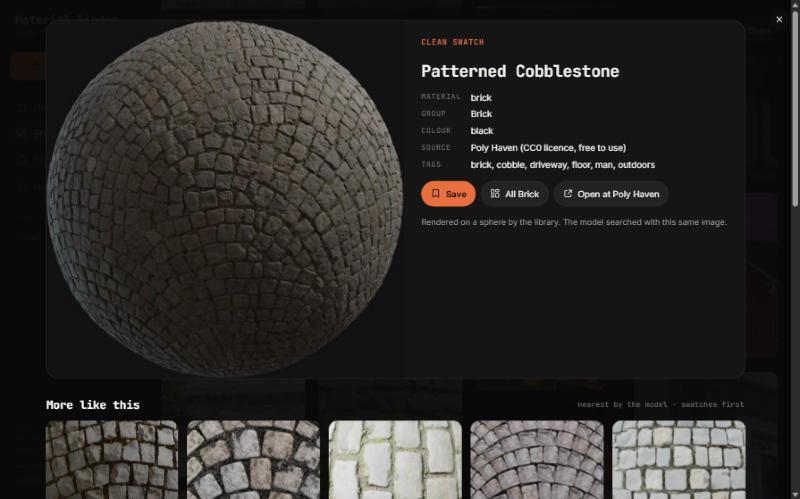 Material Finder
×
CLEAN SWATCH
Patterned Cobblestone
MATERIAL brick
GROUP Brick
COLOUR black
SOURCE Poly Haven (CC0 licence, free to use)
TAGS brick, cobble, driveway, floor, man, outdoors
Save All Brick Open at Poly Haven
Rendered on a sphere by the library. The model searched with this same image.
More like this
nearest by the model · swatches first